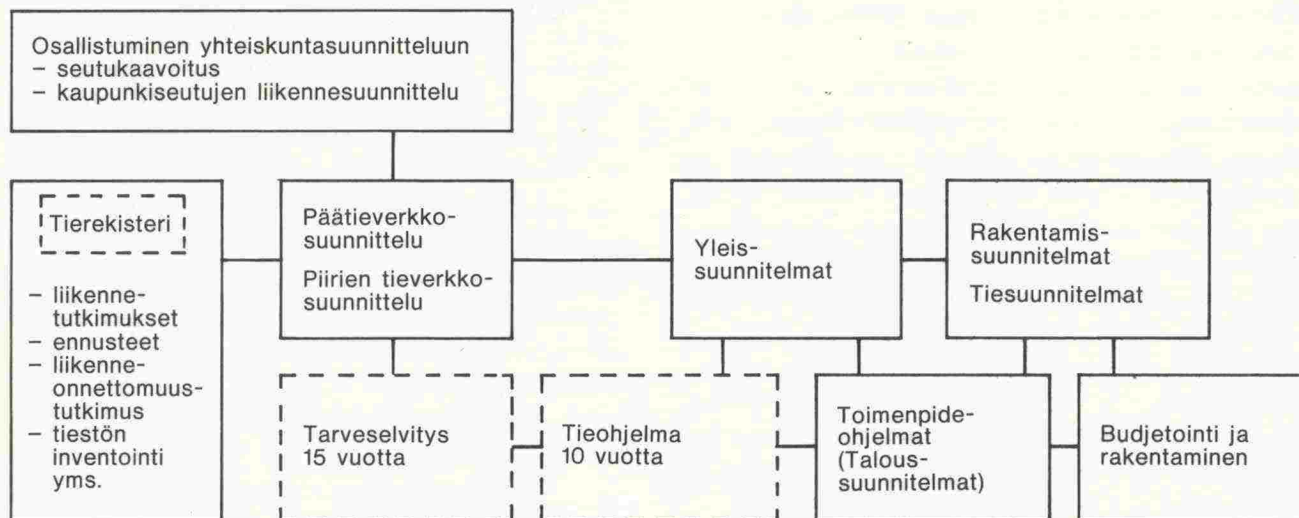 Osallistuminen yhteiskuntasuunnitteluun
– seutukaavoitus
– kaupunkiseutujen liikennesuunnittelu
Tierekisteri
– liikenne-
tutkimukset
– ennusteet
– liikenne-
onnettomuus-
tutkimus
– tiestön
inventointi
yms.
Päätieverkko-
suunnittelu
Piirien tieverkko-
suunnittelu
Yleis-
suunnitelmat
Rakentamis-
suunnitelmat
Tiesuunnitelmat
Tarveselvitys
15 vuotta
Tieohjelma
10 vuotta
Toimenpide-
ohjelmat
(Talous-
suunnitelmat)
Budjetointi ja
rakentaminen